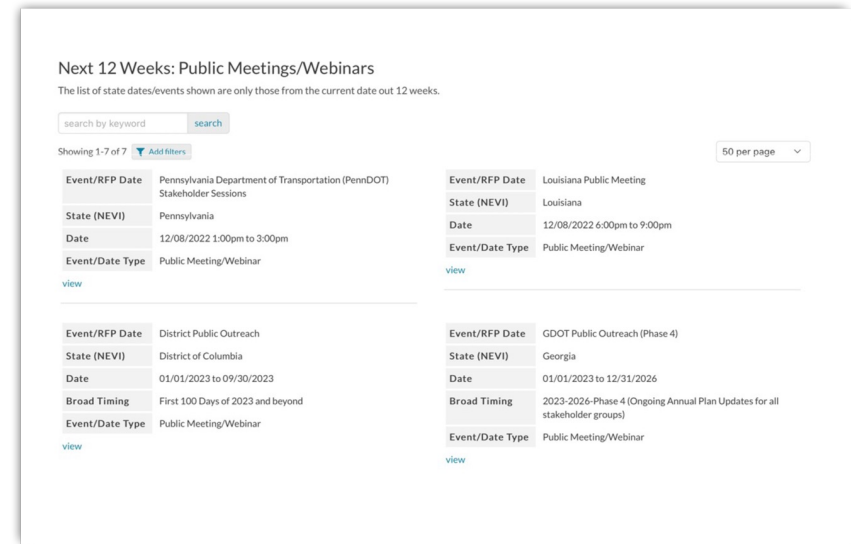 Next 12 Weeks: Public Meetings/Webinars
The list of state dates/events shown are only those from the current date out 12 weeks.
search by keyword search
Showing 1-7 of 7 Add filters
50 per page
Event/RFP Date Pennsylvania Department of Transportation (PennDOT)
Stakeholder Sessions
State (NEVI) Pennsylvania
Date 12/08/2022 1:00pm to 3:00pm
Event/Date Type Public Meeting/Webinar
view
Event/RFP Date Louisiana Public Meeting
State (NEVI) Louisiana
Date 12/08/2022 6:00pm to 9:00pm
Event/Date Type Public Meeting/Webinar
view
Event/RFP Date District Public Outreach
State (NEVI) District of Columbia
Date 01/01/2023 to 09/30/2023
Broad Timing First 100 Days of 2023 and beyond
Event/Date Type Public Meeting/Webinar
view
Event/RFP Date GDOT Public Outreach (Phase 4)
State (NEVI) Georgia
Date 01/01/2023 to 12/31/2026
Broad Timing 2023-2026-Phase 4 (Ongoing Annual Plan Updates for all
stakeholder groups)
Event/Date Type Public Meeting/Webinar
view